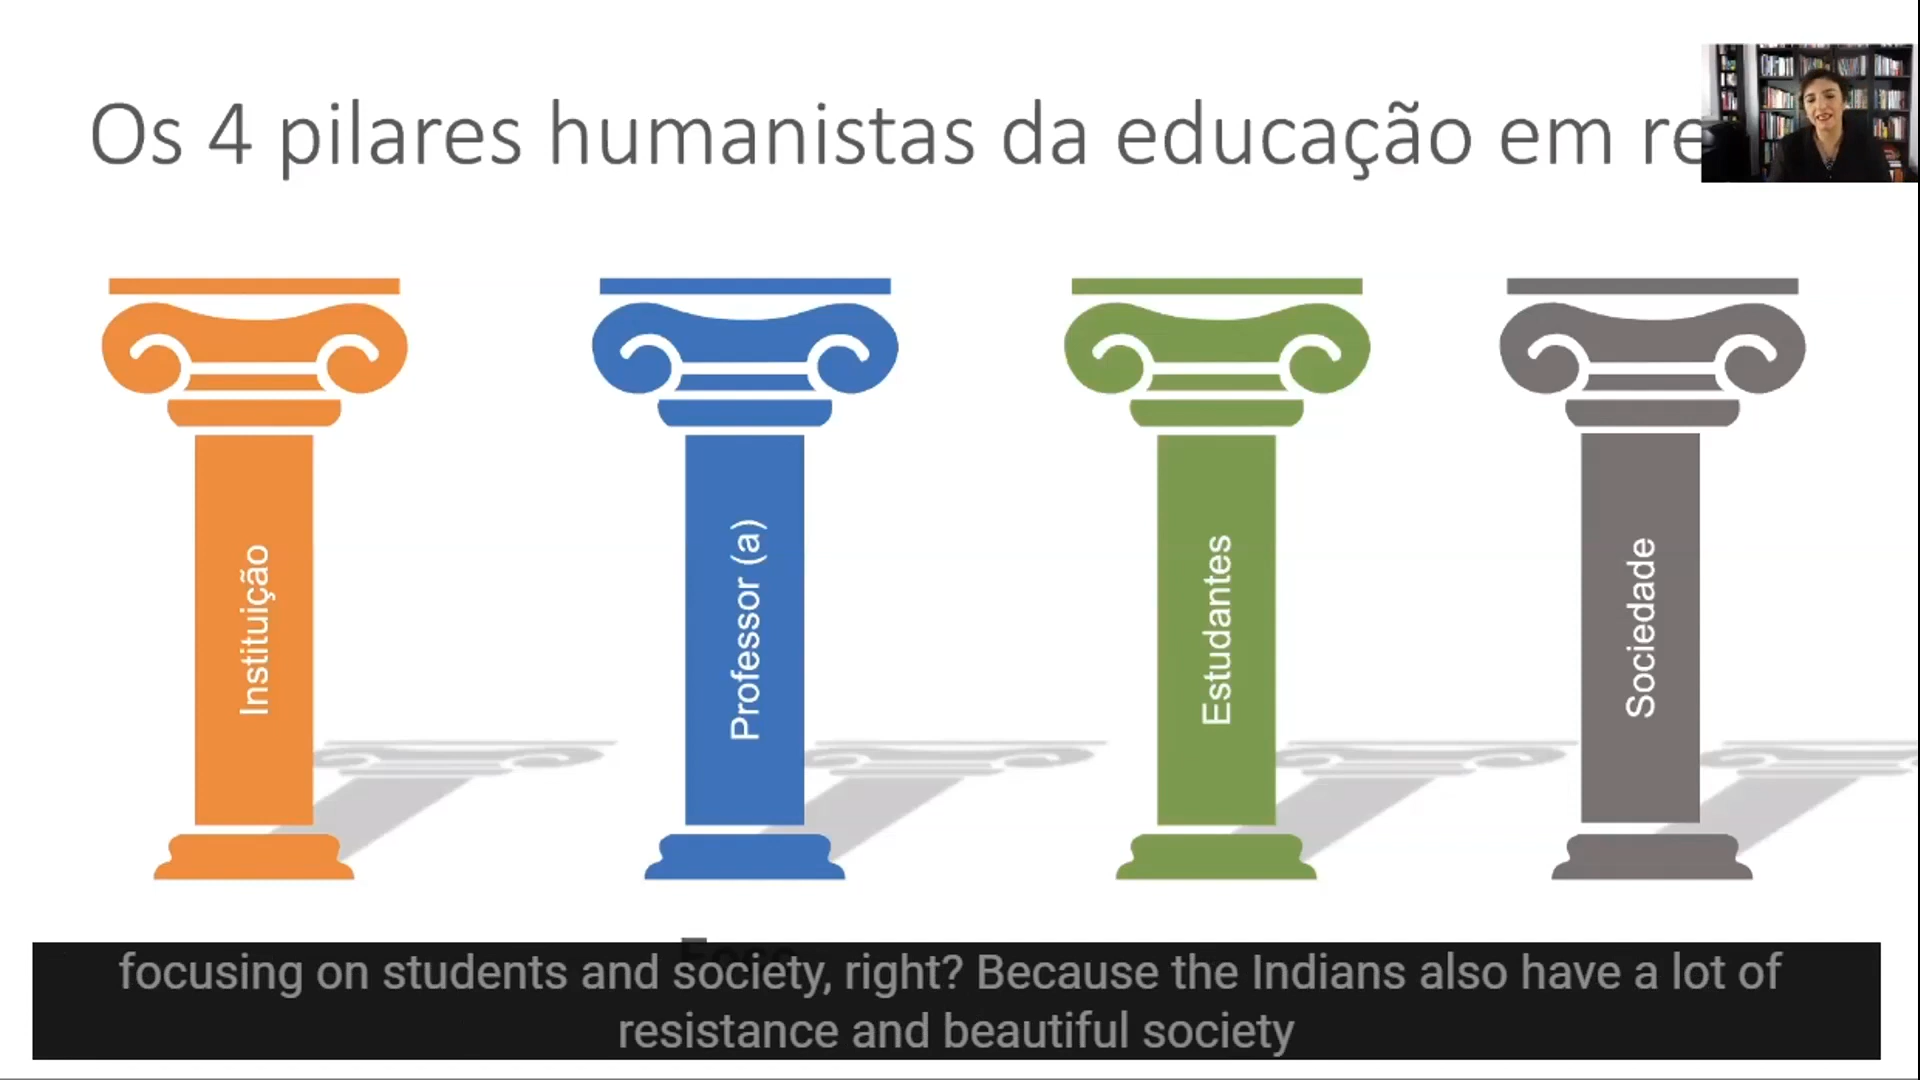 Os 4 pilares humanistas da educação em
Instituição
Professor (a)
Estudantes
Sociedade
focusing on students and society, right? Because the Indians also have a lot of
resistance and beautiful society